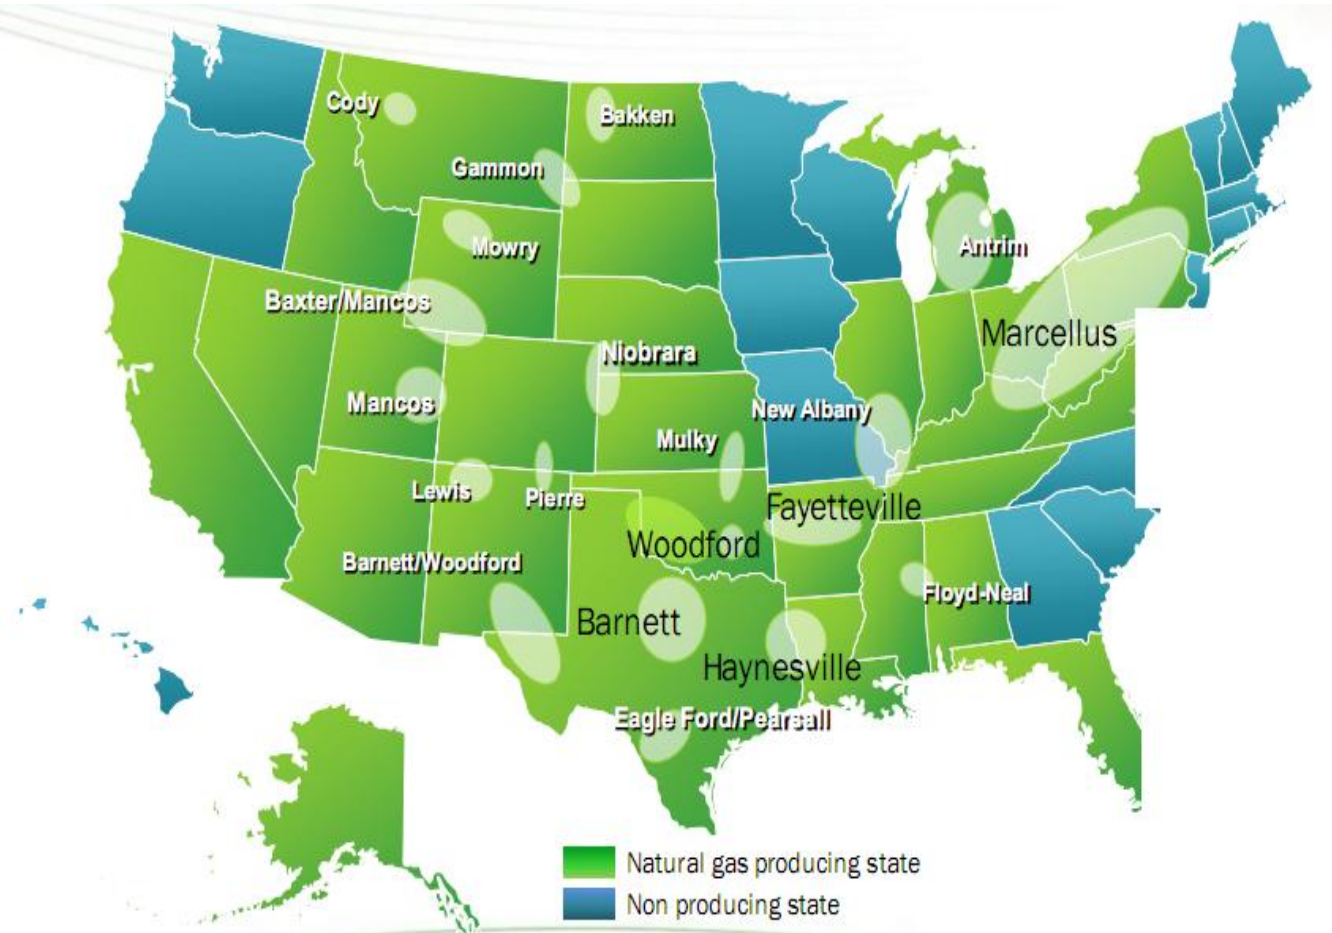 Cody
Bakken
Gammon
Mowry
Antrim
Baxter/Mancos
Marcellus
Niobrara
Mancos
New Albany
Mulky
Lewis
Pierre
Fayetteville
Woodford
Barnett/Woodford
Floyd-Neal
Barnett
Haynesville
Eagle Ford/Pearsall
Natural gas producing state
Non producing state